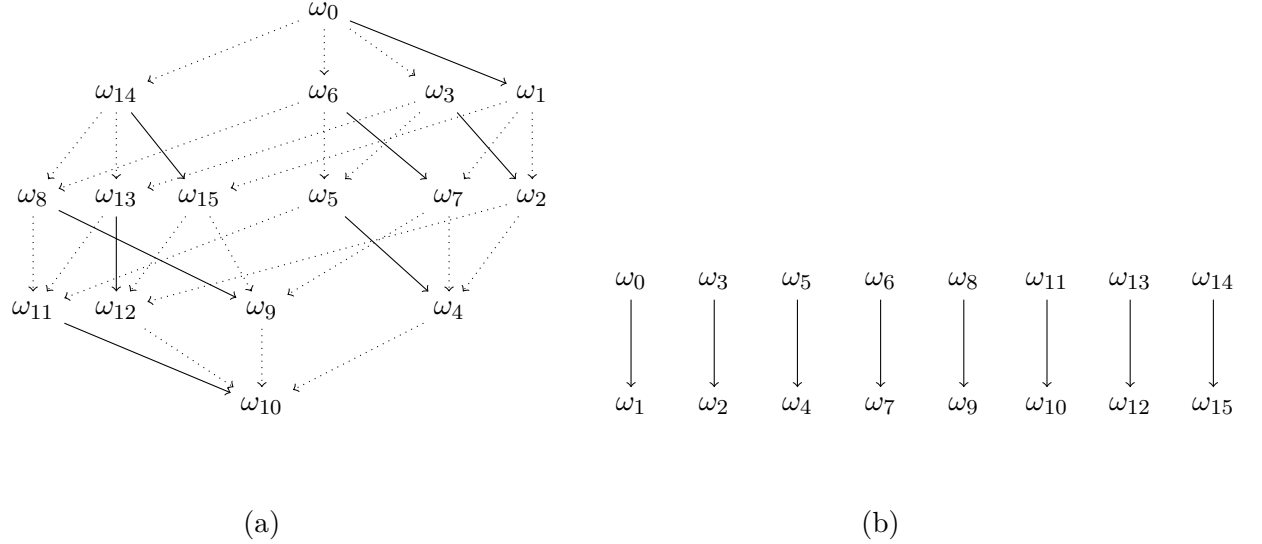 ω₀
ω₁₄ ω₆ ω₃ ω₁
ω₈ ω₁₃ ω₁₅ ω₅ ω₇ ω₂
ω₀ ω₃ ω₅ ω₆ ω₈ ω₁₁ ω₁₃ ω₁₄
ω₁₁ ω₁₂ ω₉ ω₄
ω₁₀
ω₁ ω₂ ω₄ ω₇ ω₉ ω₁₀ ω₁₂ ω₁₅
(a) (b)